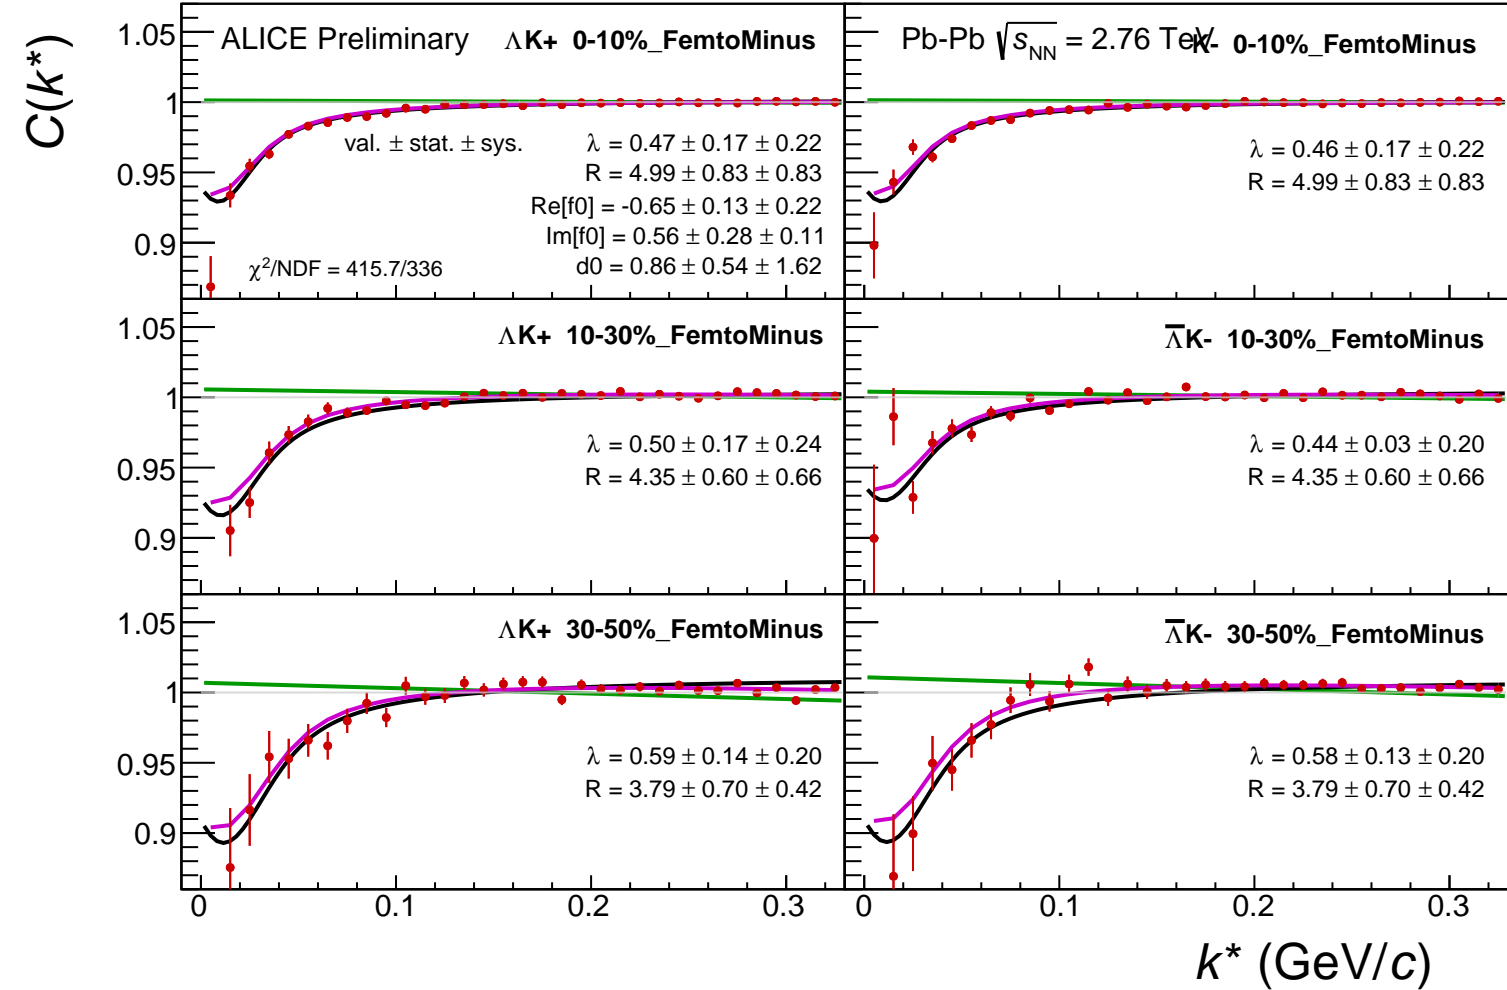 C(k*)
ALICE Preliminary
ΛK+ 0-10%_FemtoMinus
val. ± stat. ± sys.
λ = 0.47 ± 0.17 ± 0.22
R = 4.99 ± 0.83 ± 0.83
Re[f0] = -0.65 ± 0.13 ± 0.22
Im[f0] = 0.56 ± 0.28 ± 0.11
d0 = 0.86 ± 0.54 ± 1.62
χ²/NDF = 415.7/336
1.05
1
0.95
0.9
Pb-Pb √s_NN = 2.76 TeV
K- 0-10%_FemtoMinus
λ = 0.46 ± 0.17 ± 0.22
R = 4.99 ± 0.83 ± 0.83
ΛK+ 10-30%_FemtoMinus
λ = 0.50 ± 0.17 ± 0.24
R = 4.35 ± 0.60 ± 0.66
1.05
1
0.95
0.9
Λ̅K- 10-30%_FemtoMinus
λ = 0.44 ± 0.03 ± 0.20
R = 4.35 ± 0.60 ± 0.66
ΛK+ 30-50%_FemtoMinus
λ = 0.59 ± 0.14 ± 0.20
R = 3.79 ± 0.70 ± 0.42
1.05
1
0.95
0.9
Λ̅K- 30-50%_FemtoMinus
λ = 0.58 ± 0.13 ± 0.20
R = 3.79 ± 0.70 ± 0.42
0 0.1 0.2 0.3
0 0.1 0.2 0.3
k* (GeV/c)